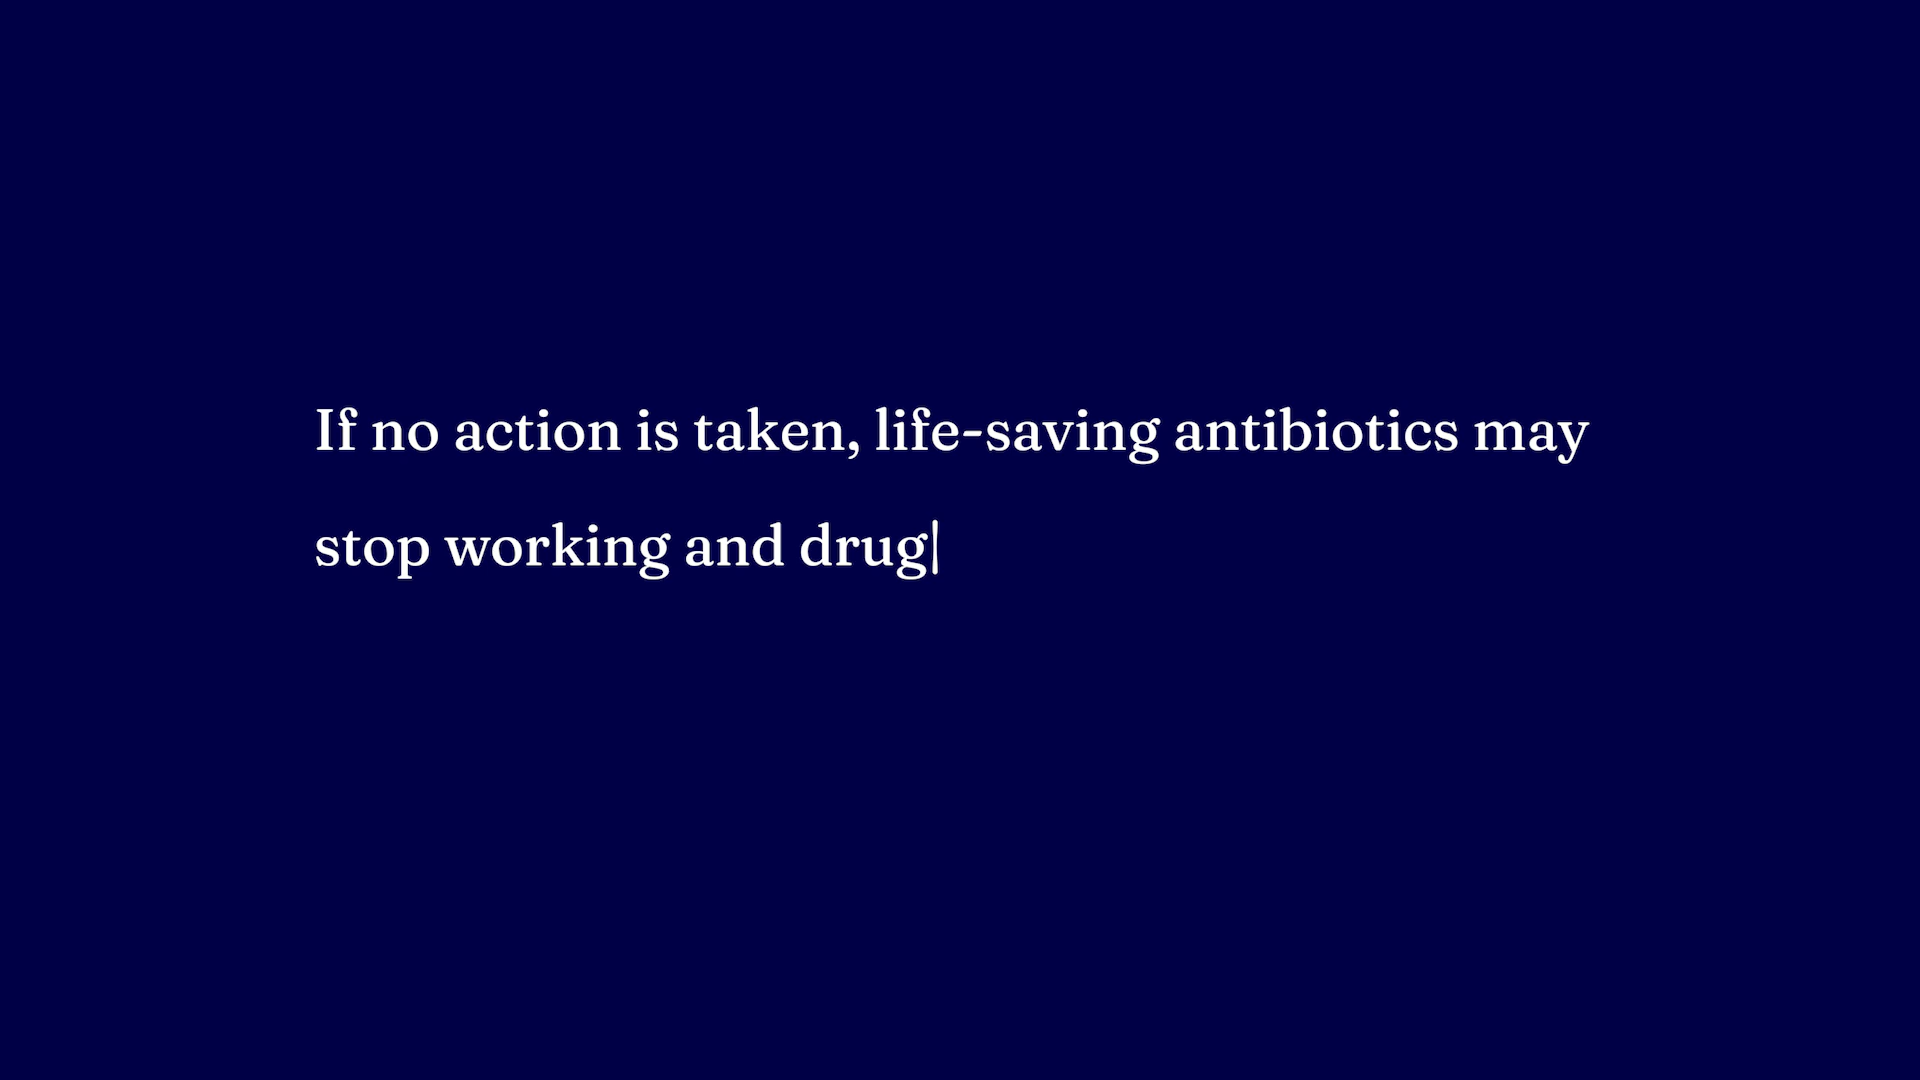 If no action is taken, life-saving antibiotics may
stop working and drug|